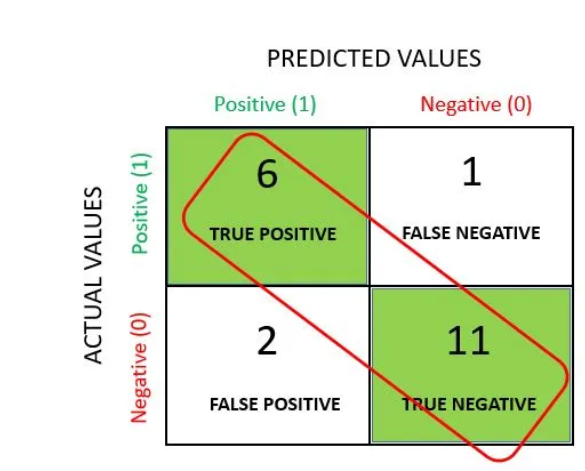 PREDICTED VALUES
Positive (1) Negative (0)
ACTUAL VALUES
Positive (1)
6 1
TRUE POSITIVE FALSE NEGATIVE
Negative (0)
2 11
FALSE POSITIVE TRUE NEGATIVE